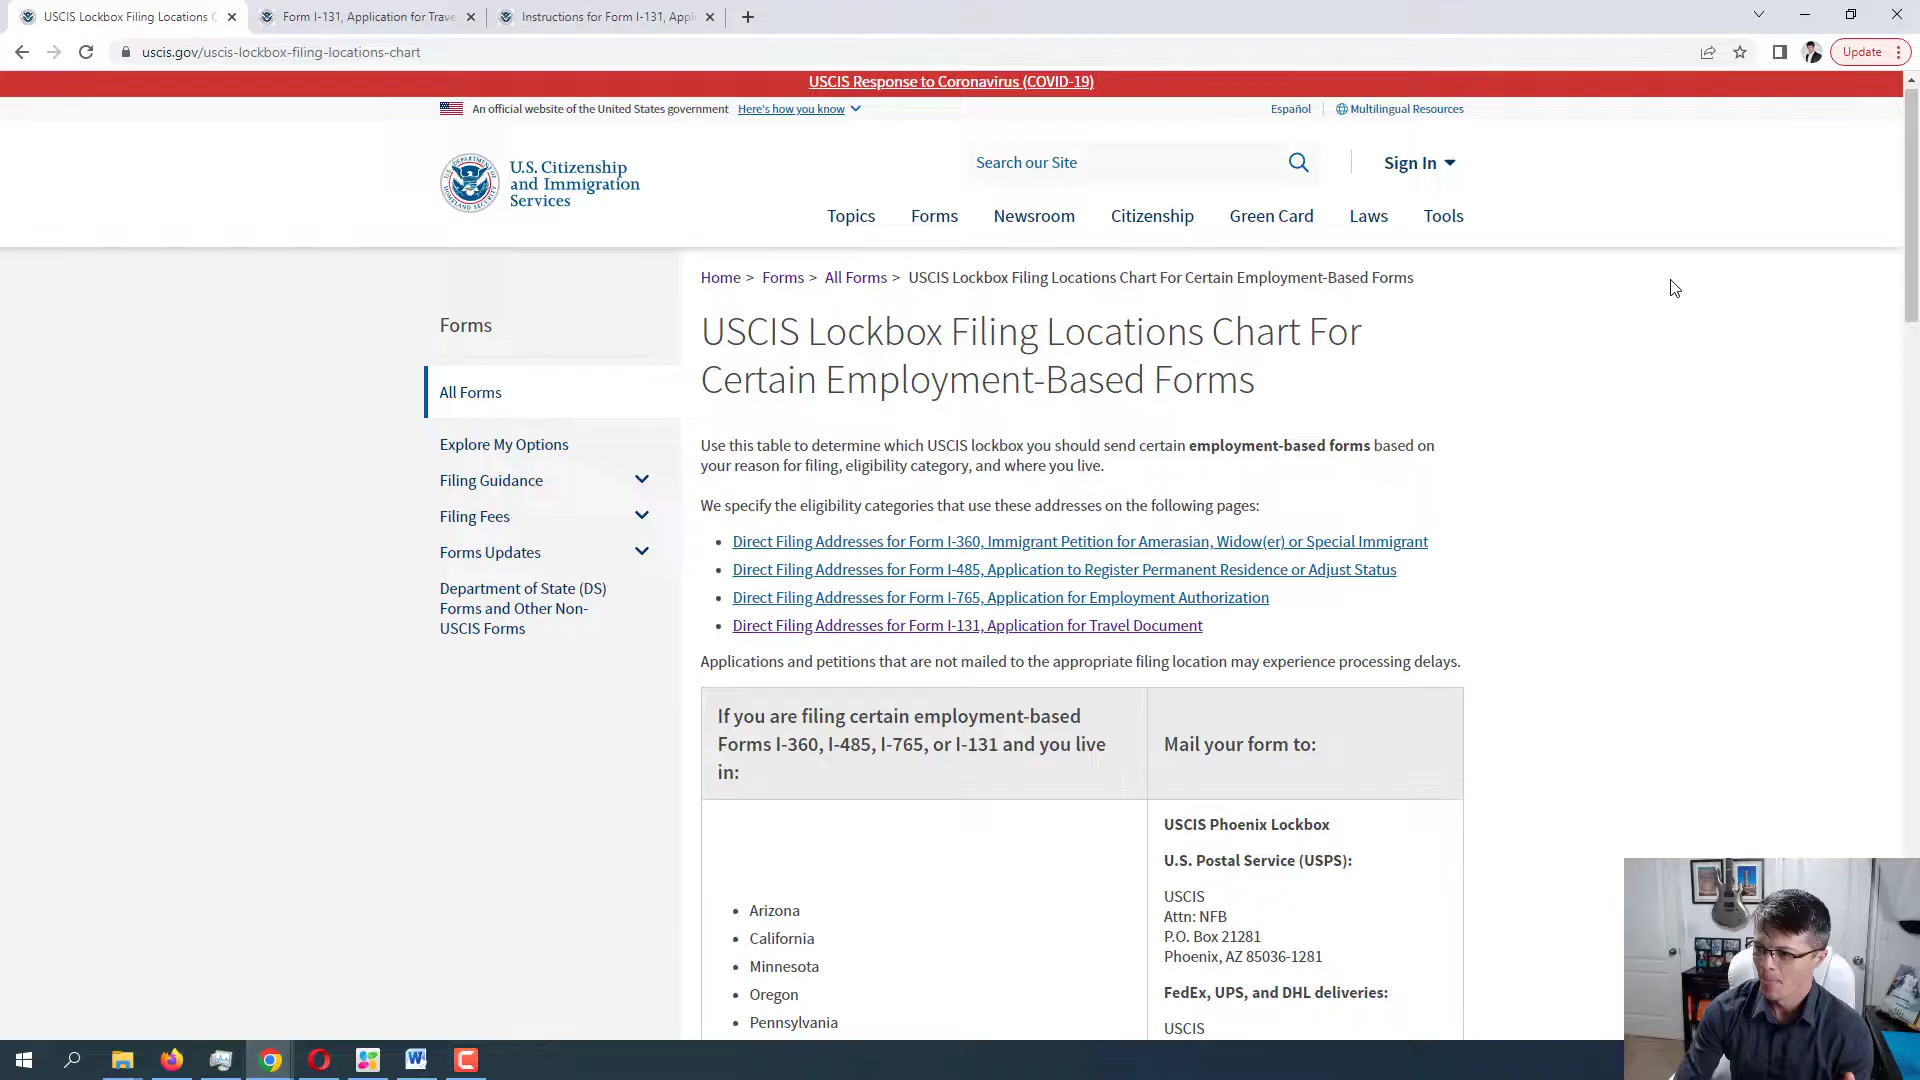 USCIS Lockbox Filing Locations C
Form I-131, Application for Trave
Instructions for Form I-131, Appl
uscis.gov/uscis-lockbox-filing-locations-chart
Update
USCIS Response to Coronavirus (COVID-19)
An official website of the United States government Here's how you know
Español
Multilingual Resources
U.S. Citizenship
and Immigration
Services
Search our Site
Sign In
Topics Forms Newsroom Citizenship Green Card Laws Tools
Home > Forms > All Forms > USCIS Lockbox Filing Locations Chart For Certain Employment-Based Forms
Forms
All Forms
Explore My Options
Filing Guidance
Filing Fees
Forms Updates
Department of State (DS)
Forms and Other Non-
USCIS Forms
USCIS Lockbox Filing Locations Chart For
Certain Employment-Based Forms
Use this table to determine which USCIS lockbox you should send certain employment-based forms based on
your reason for filing, eligibility category, and where you live.
We specify the eligibility categories that use these addresses on the following pages:
• Direct Filing Addresses for Form I-360, Immigrant Petition for Amerasian, Widow(er) or Special Immigrant
• Direct Filing Addresses for Form I-485, Application to Register Permanent Residence or Adjust Status
• Direct Filing Addresses for Form I-765, Application for Employment Authorization
• Direct Filing Addresses for Form I-131, Application for Travel Document
Applications and petitions that are not mailed to the appropriate filing location may experience processing delays.
If you are filing certain employment-based
Forms I-360, I-485, I-765, or I-131 and you live
in:
Mail your form to:
• Arizona
• California
• Minnesota
• Oregon
• Pennsylvania
USCIS Phoenix Lockbox
U.S. Postal Service (USPS):
USCIS
Attn: NFB
P.O. Box 21281
Phoenix, AZ 85036-1281
FedEx, UPS, and DHL deliveries:
USCIS